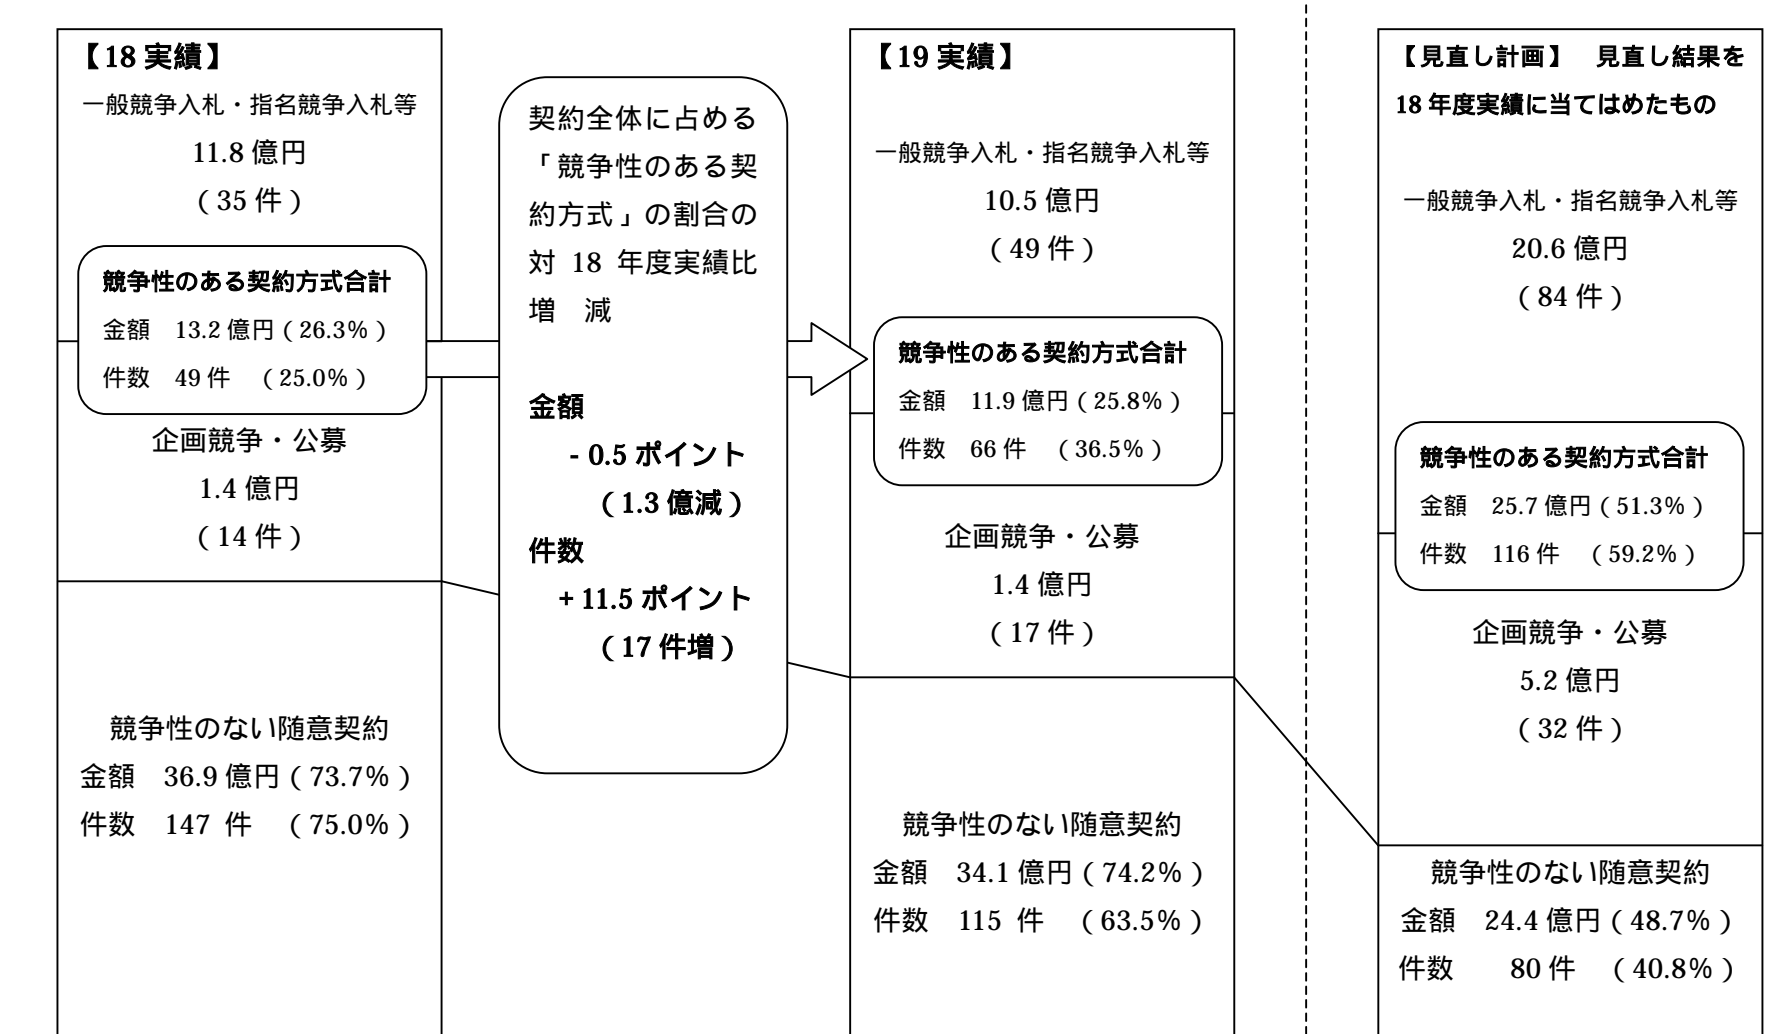 【18 実績】
一般競争入札・指名競争入札等
11.8 億円
( 35 件 )
競争性のある契約方式合計
金額 13.2 億円 ( 26.3% )
件数 49 件 ( 25.0% )
企画競争・公募
1.4 億円
( 14 件 )
競争性のない随意契約
金額 36.9 億円 ( 73.7% )
件数 147 件 ( 75.0% )
契約全体に占める
「競争性のある契
約方式」の割合の
対 18 年度実績比
増 減
金額
- 0.5 ポイント
( 1.3 億減 )
件数
+ 11.5 ポイント
( 17 件増 )
【19 実績】
一般競争入札・指名競争入札等
10.5 億円
( 49 件 )
競争性のある契約方式合計
金額 11.9 億円 ( 25.8% )
件数 66 件 ( 36.5% )
企画競争・公募
1.4 億円
( 17 件 )
競争性のない随意契約
金額 34.1 億円 ( 74.2% )
件数 115 件 ( 63.5% )
【見直し計画】 見直し結果を
18 年度実績に当てはめたもの
一般競争入札・指名競争入札等
20.6 億円
( 84 件 )
競争性のある契約方式合計
金額 25.7 億円 ( 51.3% )
件数 116 件 ( 59.2% )
企画競争・公募
5.2 億円
( 32 件 )
競争性のない随意契約
金額 24.4 億円 ( 48.7% )
件数 80 件 ( 40.8% )